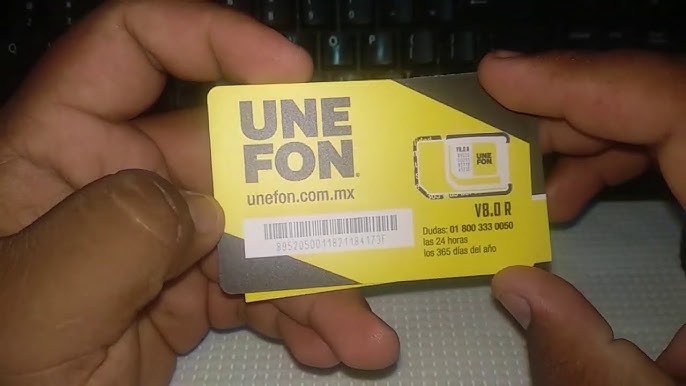 UNE
FON
unefon.com.mx
8952050011821184173F
UNE
FON
V8.0 R
Dudas: 01 800 333 0050
las 24 horas
los 365 días del año